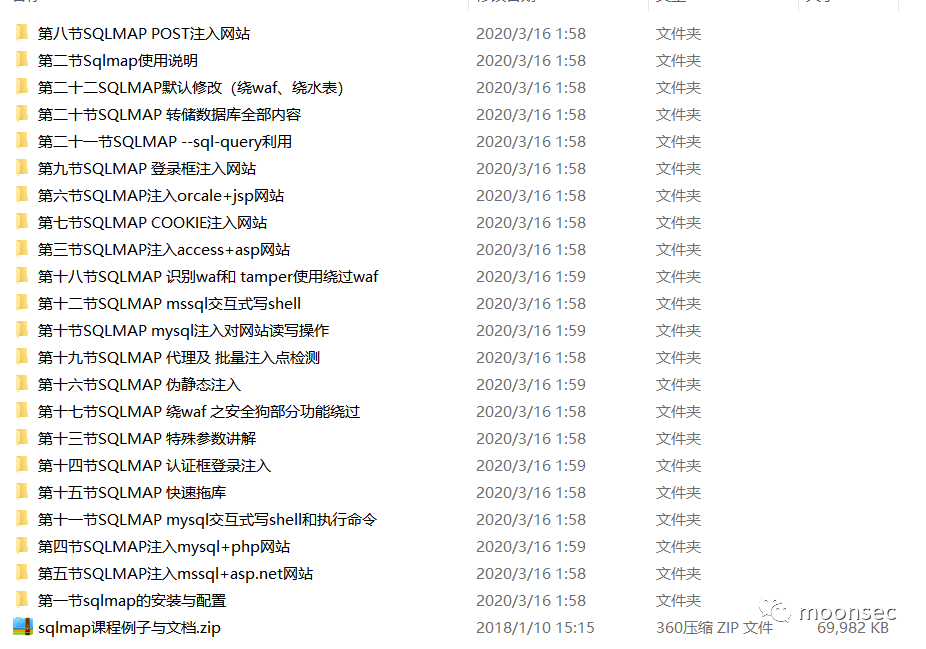 第八节SQLMAP POST注入网站 2020/3/16 1:58 文件夹
第二节Sqlmap使用说明 2020/3/16 1:58 文件夹
第二十二SQLMAP默认修改（绕waf、绕水表） 2020/3/16 1:58 文件夹
第二十节SQLMAP 转储数据库全部内容 2020/3/16 1:58 文件夹
第二十一节SQLMAP --sql-query利用 2020/3/16 1:58 文件夹
第九节SQLMAP 登录框注入网站 2020/3/16 1:58 文件夹
第六节SQLMAP注入orcale+jsp网站 2020/3/16 1:58 文件夹
第七节SQLMAP COOKIE注入网站 2020/3/16 1:58 文件夹
第三节SQLMAP注入access+asp网站 2020/3/16 1:58 文件夹
第十八节SQLMAP 识别waf和 tamper使用绕过waf 2020/3/16 1:59 文件夹
第十二节SQLMAP mssql交互式写shell 2020/3/16 1:58 文件夹
第十节SQLMAP mysql注入对网站读写操作 2020/3/16 1:59 文件夹
第十九节SQLMAP 代理及 批量注入点检测 2020/3/16 1:58 文件夹
第十六节SQLMAP 伪静态注入 2020/3/16 1:59 文件夹
第十七节SQLMAP 绕waf 之安全狗部分功能绕过 2020/3/16 1:58 文件夹
第十三节SQLMAP 特殊参数讲解 2020/3/16 1:58 文件夹
第十四节SQLMAP 认证框登录注入 2020/3/16 1:59 文件夹
第十五节SQLMAP 快速拖库 2020/3/16 1:58 文件夹
第十一节SQLMAP mysql交互式写shell和执行命令 2020/3/16 1:58 文件夹
第四节SQLMAP注入mysql+php网站 2020/3/16 1:59 文件夹
第五节SQLMAP注入mssql+asp.net网站 2020/3/16 1:58 文件夹
第一节sqlmap的安装与配置 2020/3/16 1:58 文件夹
sqlmap课程例子与文档.zip 2018/1/10 15:15 360压缩 ZIP 文件 69,982 KB
moonsec